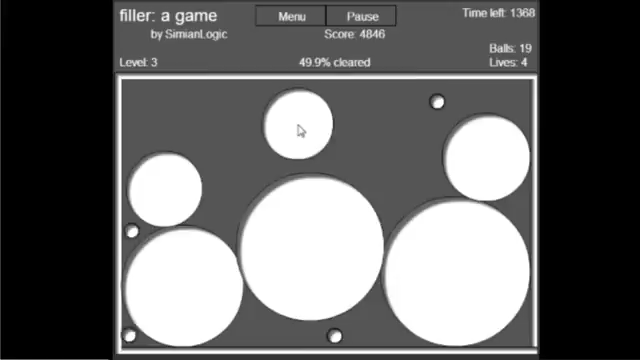 filler: a game
Menu
Pause
Time left: 1368
by SimianLogic
Score: 4846
Balls: 19
Level: 3
49.9% cleared
Lives: 4